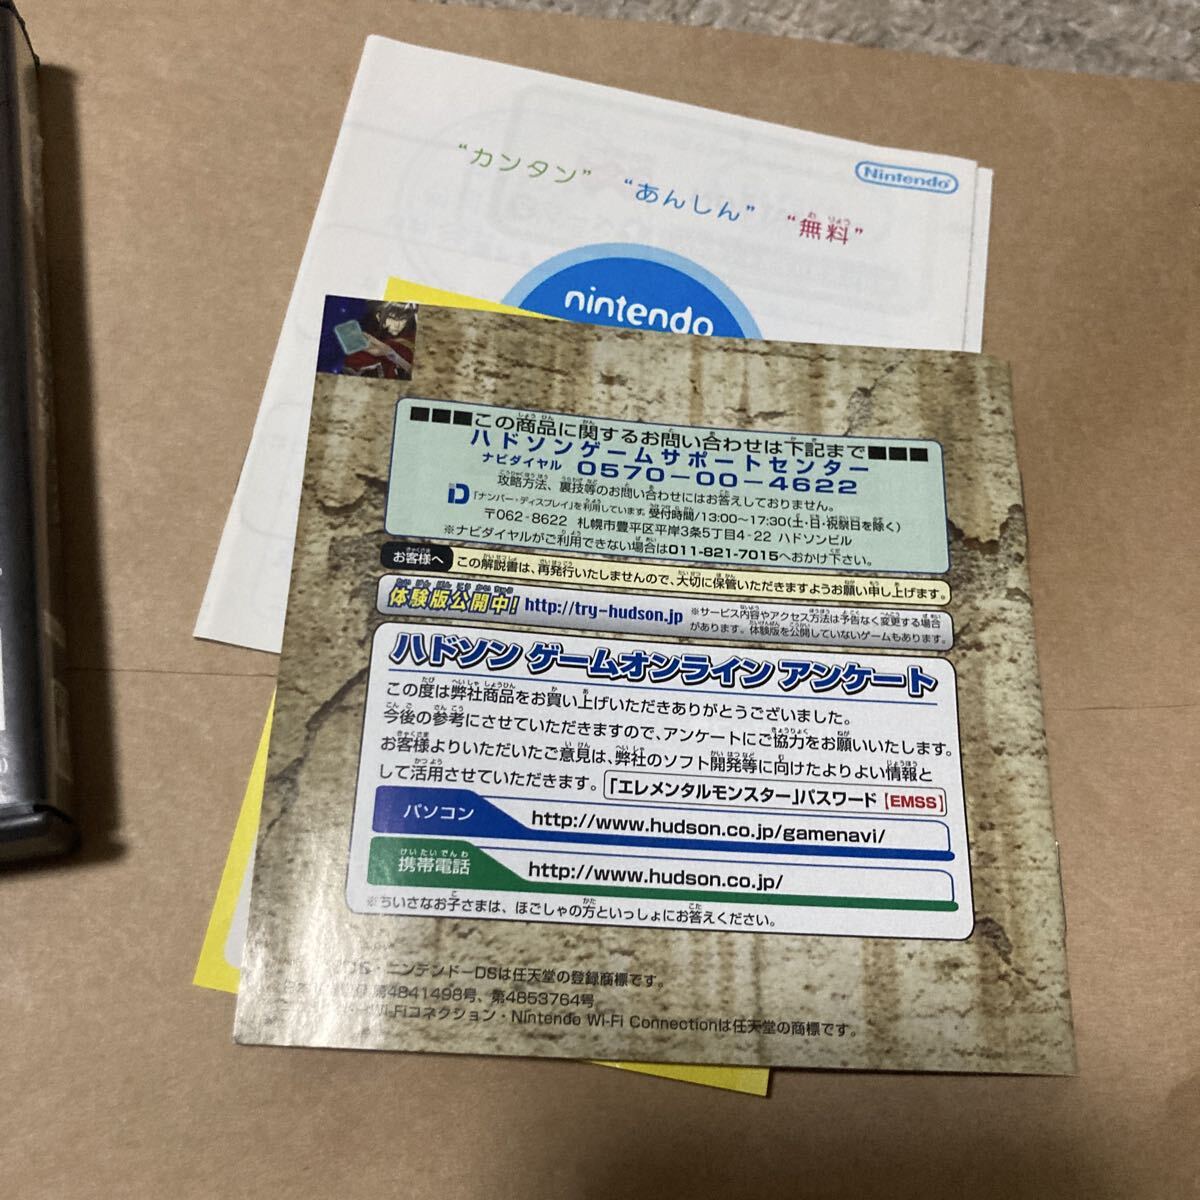 "カンタン"
"あんしん"
"無料"
Nintendo
nintendo
■■■この商品に関するお問い合わせは下記まで■■■
ハドソンゲームサポートセンター
ナビダイヤル 0570-00-4622
攻略方法、裏技等のお問い合わせにはお答えしておりません。
「ナンバー・ディスプレイ」を利用しています。受付時間/13:00~17:30(土・日・祝祭日を除く)
〒062-8622 札幌市豊平区平岸3条5丁目4-22 ハドソンビル
※ナビダイヤルがご利用できない場合は011-821-7015へおかけ下さい。
お客様へ この解説書は、再発行いたしませんので、大切に保管いただきますようお願い申し上げます。
体験版公開中! http://try-hudson.jp ※サービス内容やアクセス方法は予告なく変更する場合
があります。体験版を公開していないゲームもあります。
ハドソン ゲームオンライン アンケート
この度は弊社商品をお買い上げいただきありがとうございました。
今後の参考にさせていただきますので、アンケートにご協力をお願いいたします。
お客様よりいただいたご意見は、弊社のソフト開発等に向けたよりよい情報と
して活用させていただきます。「エレメンタルモンスター」パスワード【EMSS】
パソコン http://www.hudson.co.jp/gamenavi/
携帯電話 http://www.hudson.co.jp/
※ちいさなお子さまは、ほごしゃの方といっしょにお答えください。
DS・ニンテンドーDSは任天堂の登録商標です。
第4841498号、第4853764号
Wi-Fiコネクション・Nintendo Wi-Fi Connectionは任天堂の商標です。